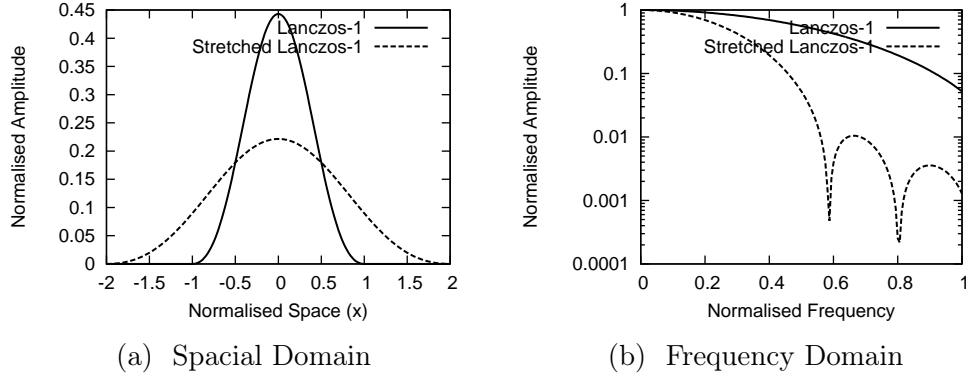 Normalised Amplitude
0.45
0.4
0.35
0.3
0.25
0.2
0.15
0.1
0.05
0
Lanczos-1
Stretched Lanczos-1
-2 -1.5 -1 -0.5 0 0.5 1 1.5 2
Normalised Space (x)
(a) Spacial Domain
Normalised Amplitude
1
0.1
0.01
0.001
0.0001
Lanczos-1
Stretched Lanczos-1
0 0.2 0.4 0.6 0.8 1
Normalised Frequency
(b) Frequency Domain